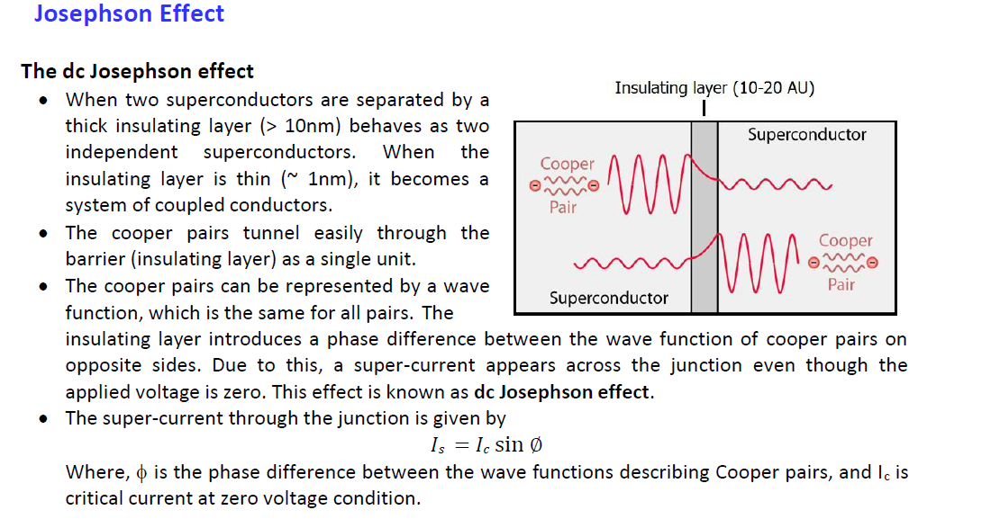 Josephson Effect
The dc Josephson effect
• When two superconductors are separated by a
thick insulating layer (> 10nm) behaves as two
independent superconductors. When the
insulating layer is thin (~ 1nm), it becomes a
system of coupled conductors.
• The cooper pairs tunnel easily through the
barrier (insulating layer) as a single unit.
• The cooper pairs can be represented by a wave
function, which is the same for all pairs. The
Insulating layer (10-20 AU)
Superconductor
Cooper
Pair
Cooper
Pair
Superconductor
insulating layer introduces a phase difference between the wave function of cooper pairs on
opposite sides. Due to this, a super-current appears across the junction even though the
applied voltage is zero. This effect is known as dc Josephson effect.
• The super-current through the junction is given by
Iₛ = I꜀ sin Ø
Where, ϕ is the phase difference between the wave functions describing Cooper pairs, and I꜀ is
critical current at zero voltage condition.